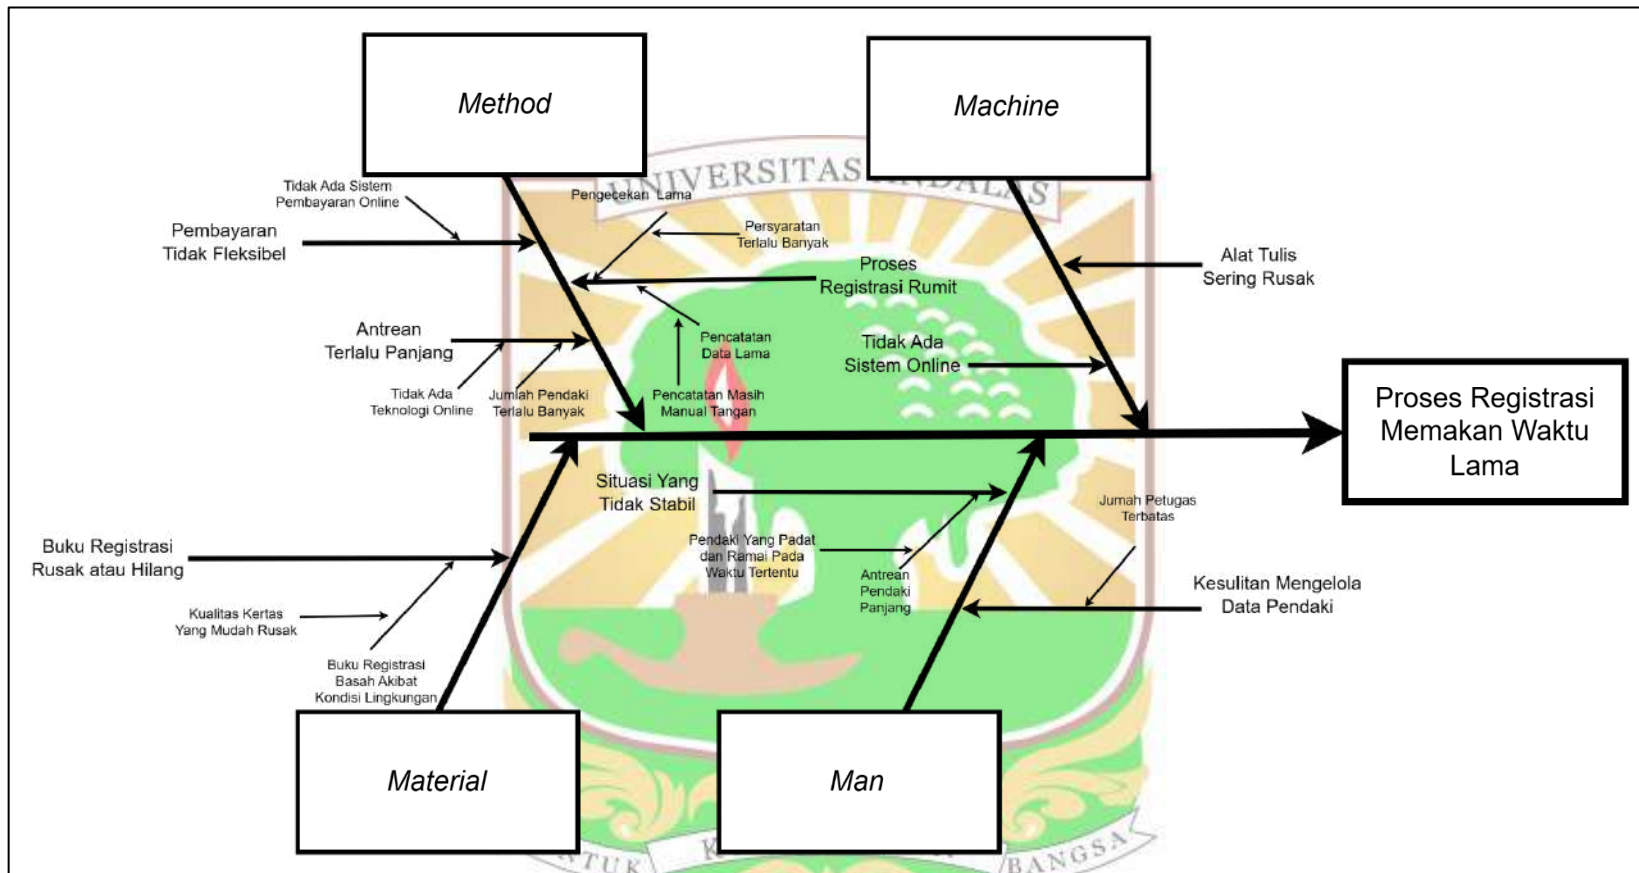 Method
Machine
UNIVERSITAS ANDALAS
Tidak Ada Sistem
Pembayaran Online
Pengecekan Lama
Pembayaran
Tidak Fleksibel
Persyaratan
Terlalu Banyak
Proses
Registrasi Rumit
Alat Tulis
Sering Rusak
Antrean
Terlalu Panjang
Pencatatan
Data Lama
Tidak Ada
Sistem Online
Tidak Ada
Teknologi Online
Jumlah Pendaki
Terlalu Banyak
Pencatatan Masih
Manual Tangan
Proses Registrasi
Memakan Waktu
Lama
Situasi Yang
Tidak Stabil
Jumah Petugas
Terbatas
Buku Registrasi
Rusak atau Hilang
Pendaki Yang Padat
dan Ramai Pada
Waktu Tertentu
Antrean
Pendaki
Panjang
Kesulitan Mengelola
Data Pendaki
Kualitas Kertas
Yang Mudah Rusak
Buku Registrasi
Basah Akibat
Kondisi Lingkungan
Material
Man
BANGSA